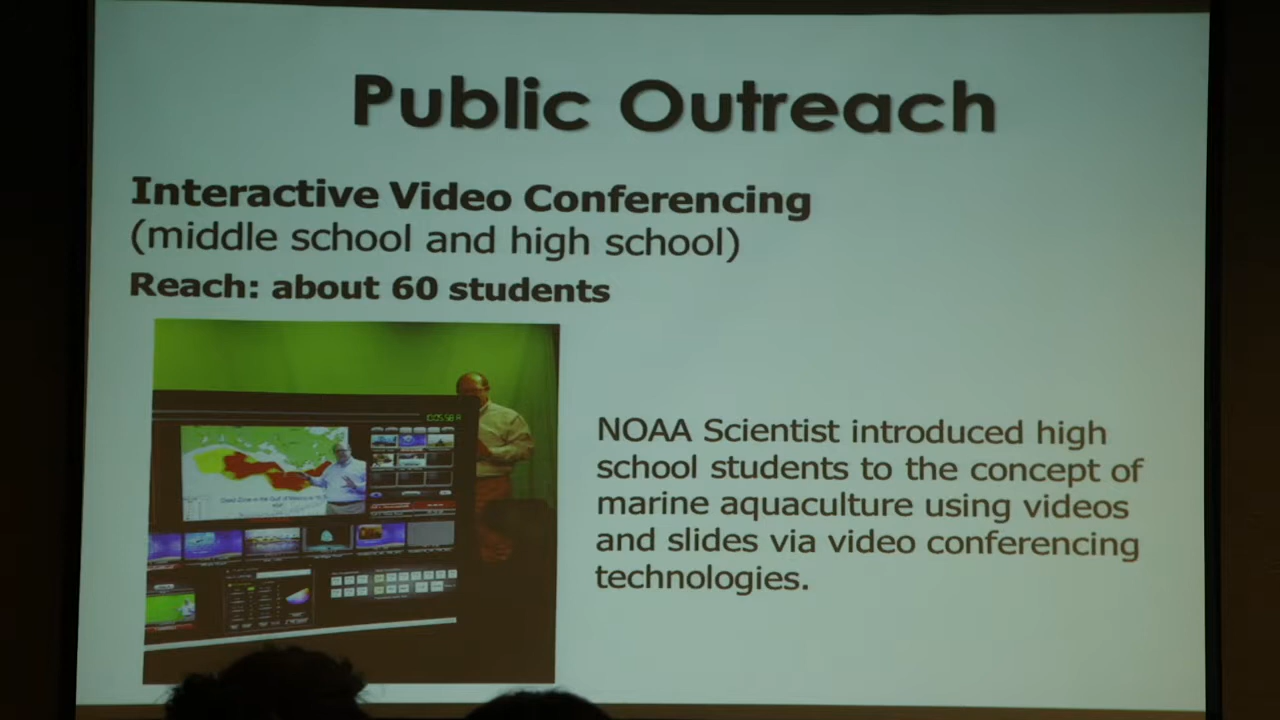 Public Outreach
Interactive Video Conferencing
(middle school and high school)
Reach: about 60 students
NOAA Scientist introduced high
school students to the concept of
marine aquaculture using videos
and slides via video conferencing
technologies.